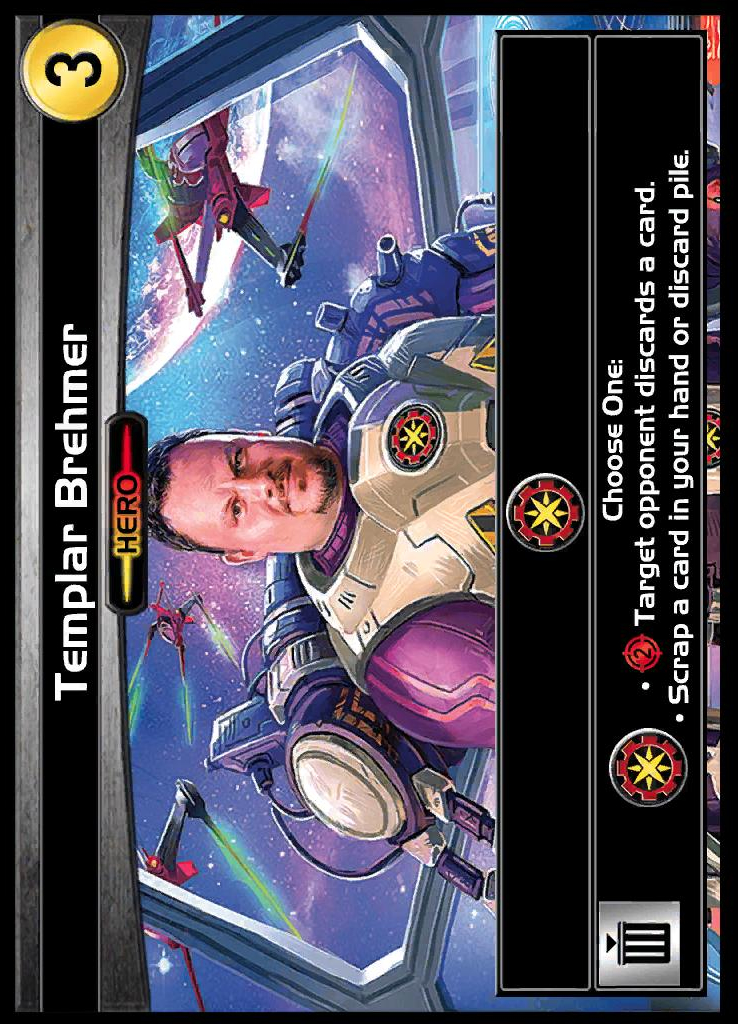 3
Templar Brehmer
HERO
Choose One:
• 2 Target opponent discards a card.
• Scrap a card in your hand or discard pile.